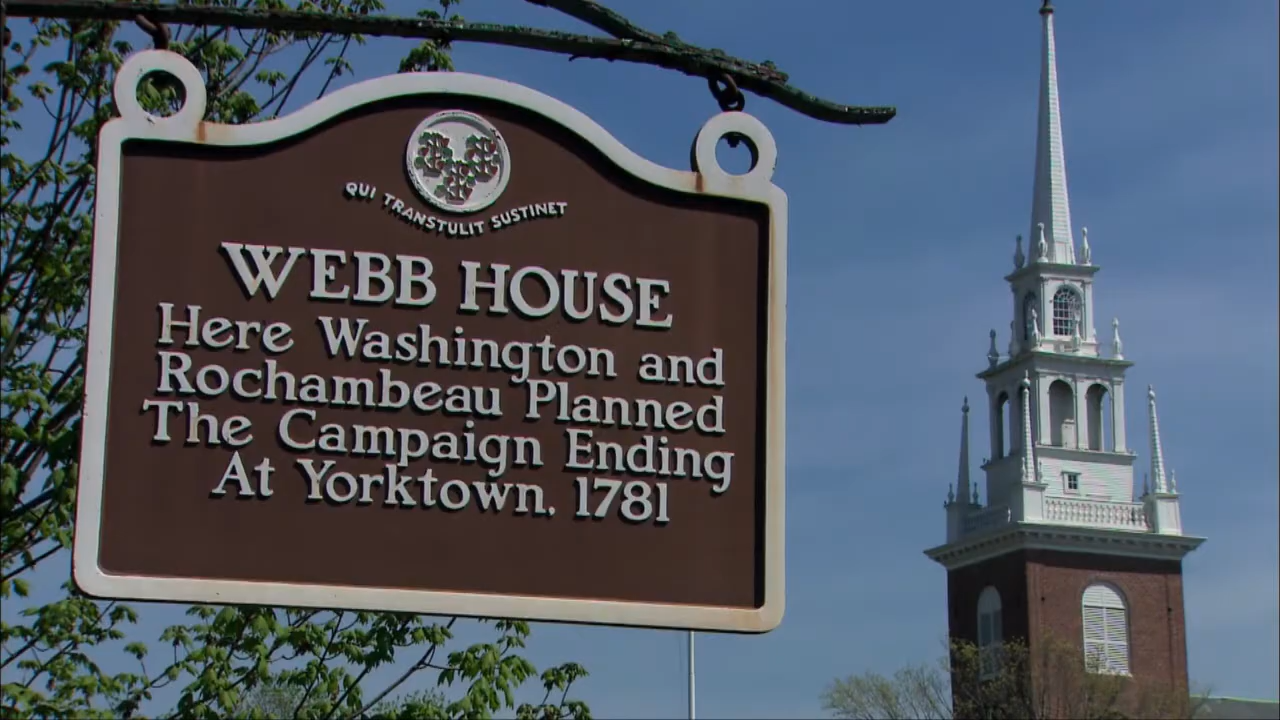 QUI TRANSTULIT SUSTINET
WEBB HOUSE
Here Washington and
Rochambeau Planned
The Campaign Ending
At Yorktown, 1781